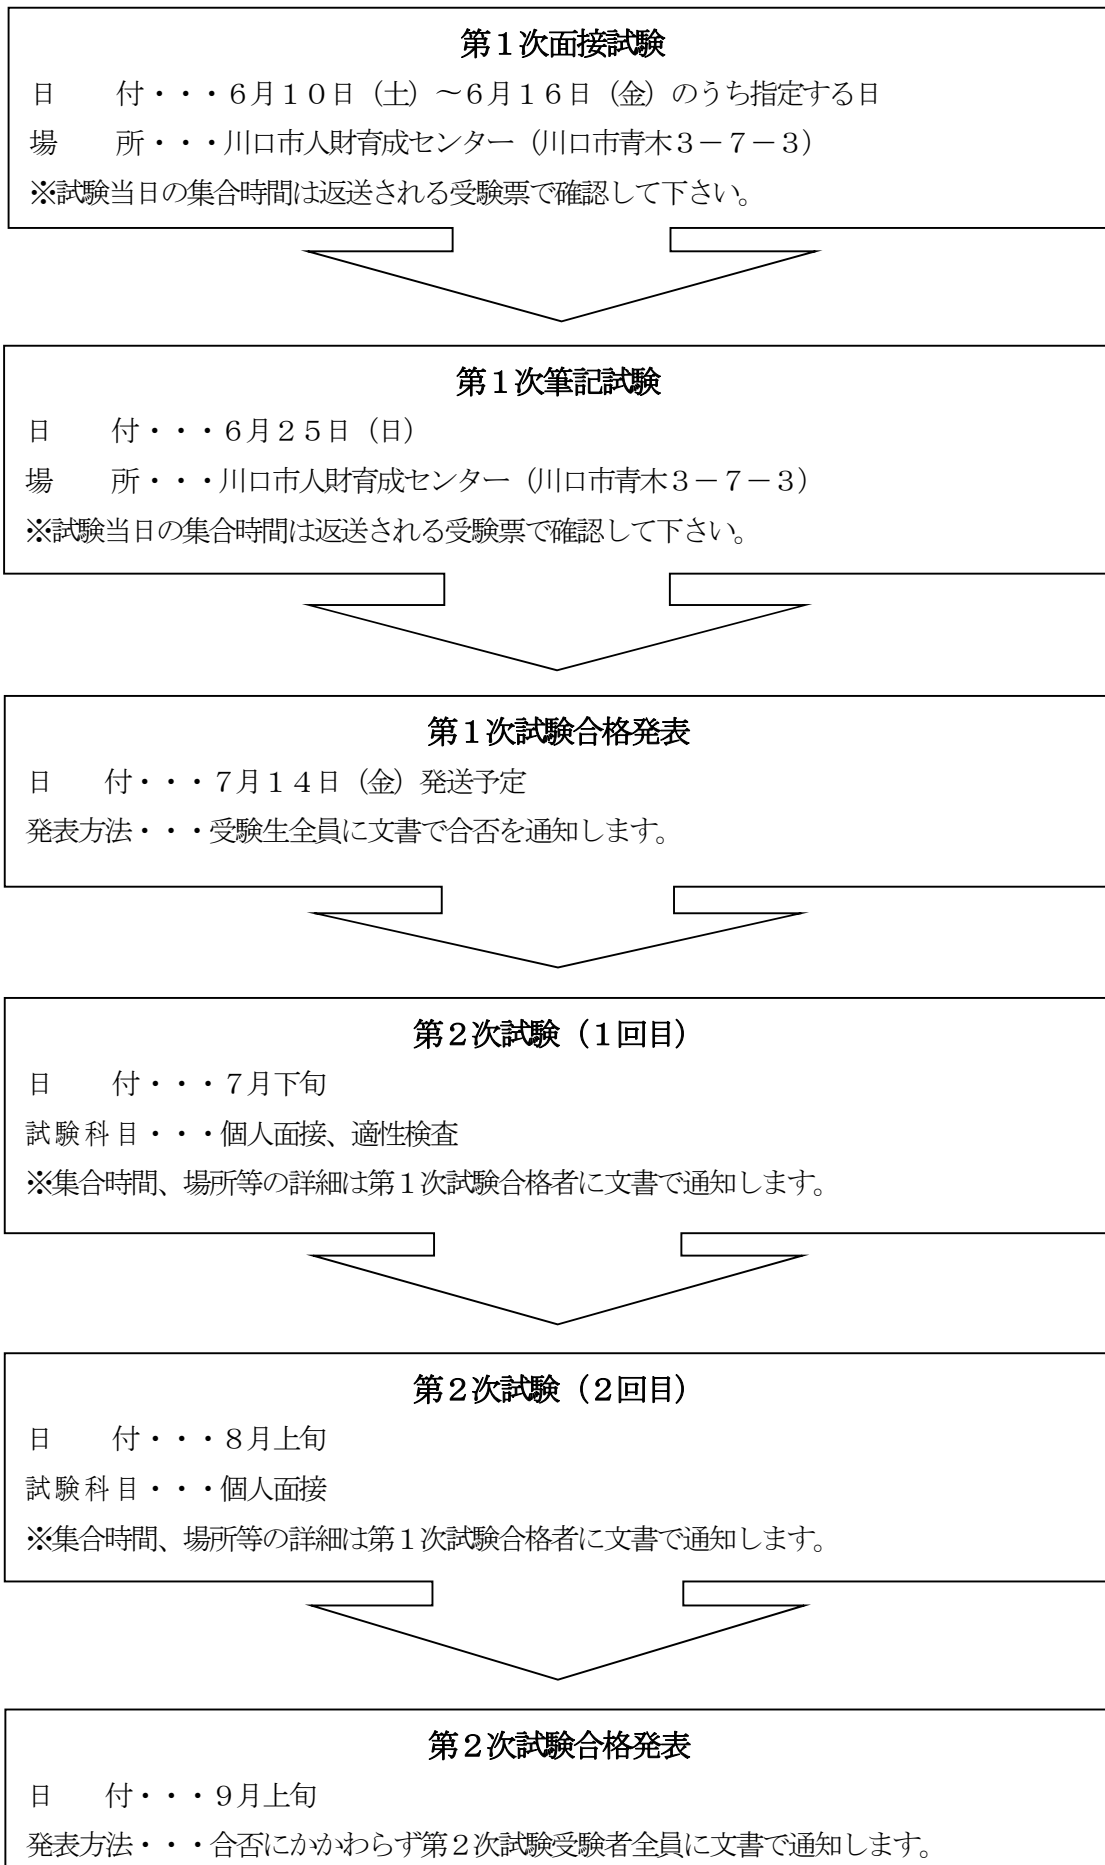 第１次面接試験
日　　付・・・６月１０日（土）～６月１６日（金）のうち指定する日
場　　所・・・川口市人財育成センター（川口市青木３－７－３）
※試験当日の集合時間は返送される受験票で確認して下さい。
第１次筆記試験
日　　付・・・６月２５日（日）
場　　所・・・川口市人財育成センター（川口市青木３－７－３）
※試験当日の集合時間は返送される受験票で確認して下さい。
第１次試験合格発表
日　　付・・・７月１４日（金）発送予定
発表方法・・・受験生全員に文書で合否を通知します。
第２次試験（１回目）
日　　付・・・７月下旬
試験科目・・・個人面接、適性検査
※集合時間、場所等の詳細は第１次試験合格者に文書で通知します。
第２次試験（２回目）
日　　付・・・８月上旬
試験科目・・・個人面接
※集合時間、場所等の詳細は第１次試験合格者に文書で通知します。
第２次試験合格発表
日　　付・・・９月上旬
発表方法・・・合否にかかわらず第２次試験受験者全員に文書で通知します。